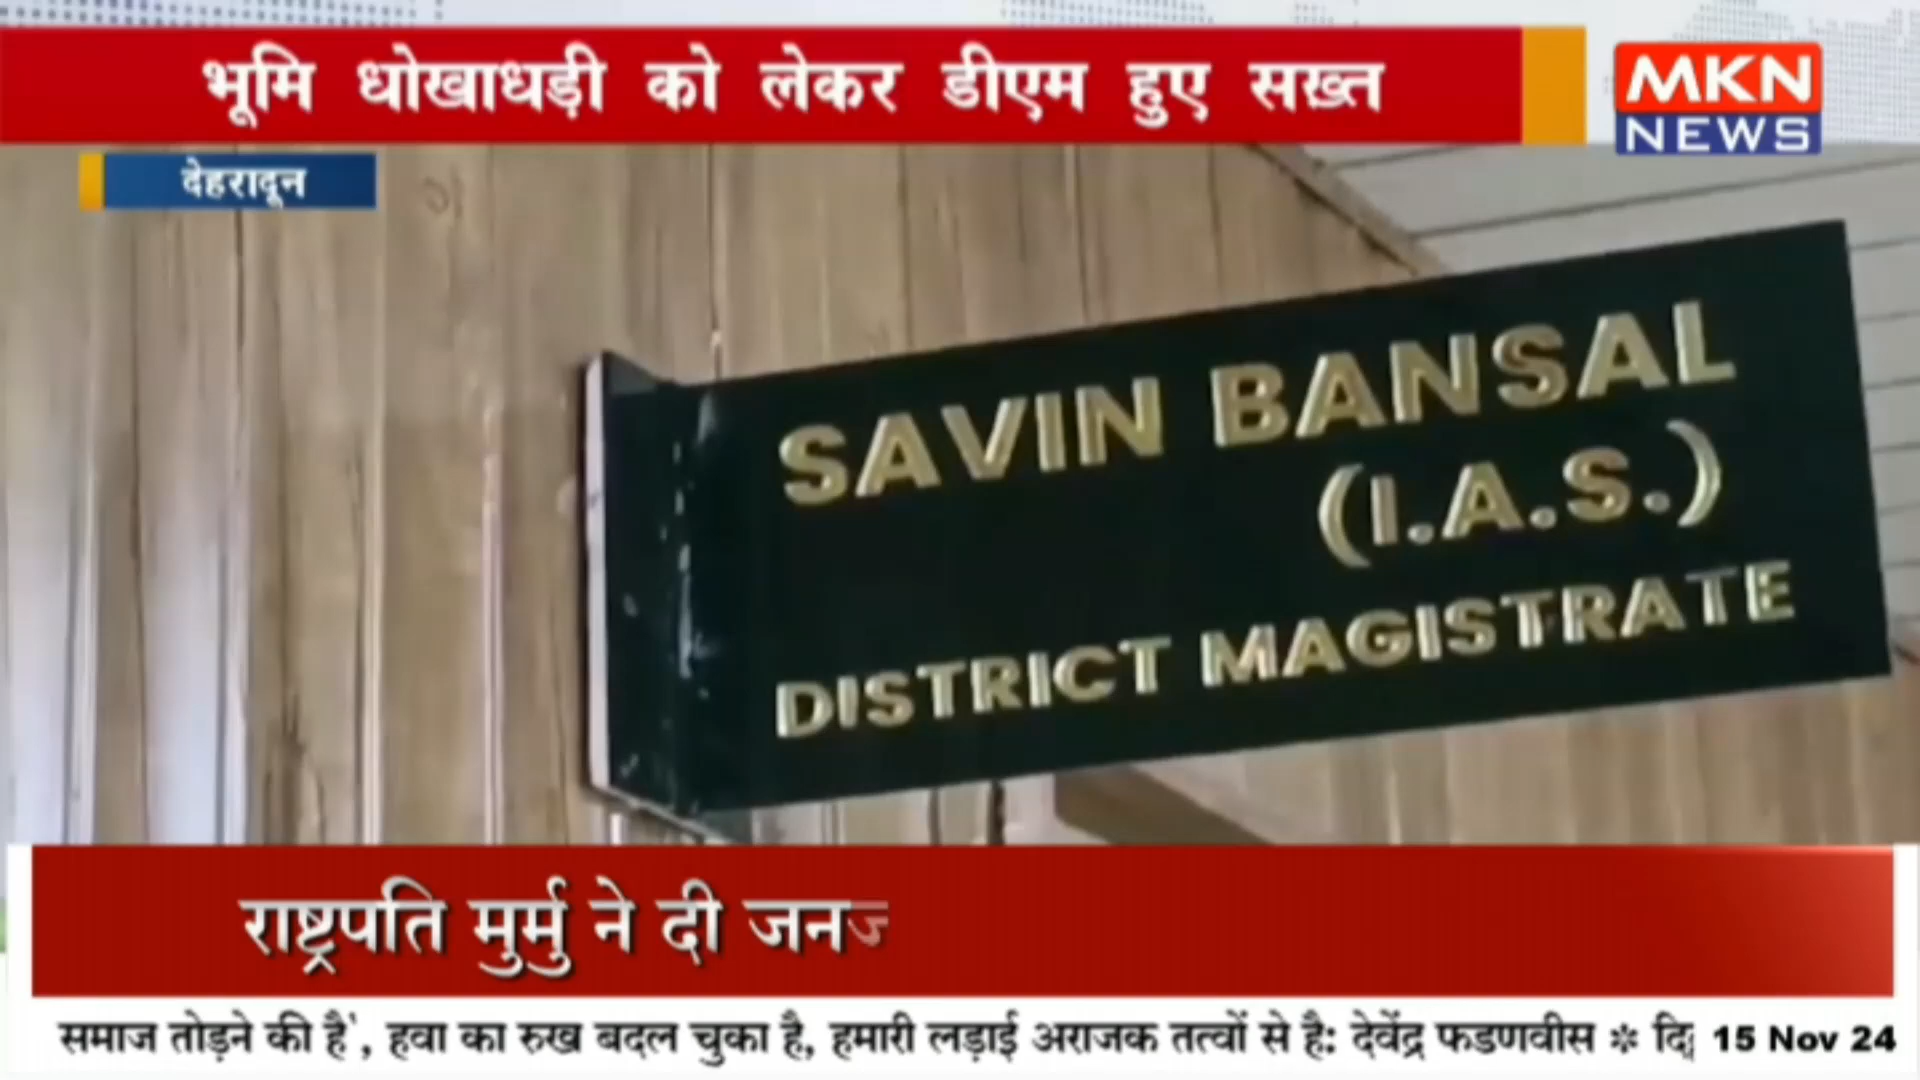 भूमि धोखाधड़ी को लेकर डीएम हुए सख़्त
MKN
NEWS
देहरादून
SAVIN BANSAL
(I.A.S.)
DISTRICT MAGISTRATE
राष्ट्रपति मुर्मु ने दी
समाज तोड़ने की है', हवा का रुख बदल चुका है, हमारी लड़ाई अराजक तत्वों से है: देवेंद्र फडणवीस ❊
15 Nov 24